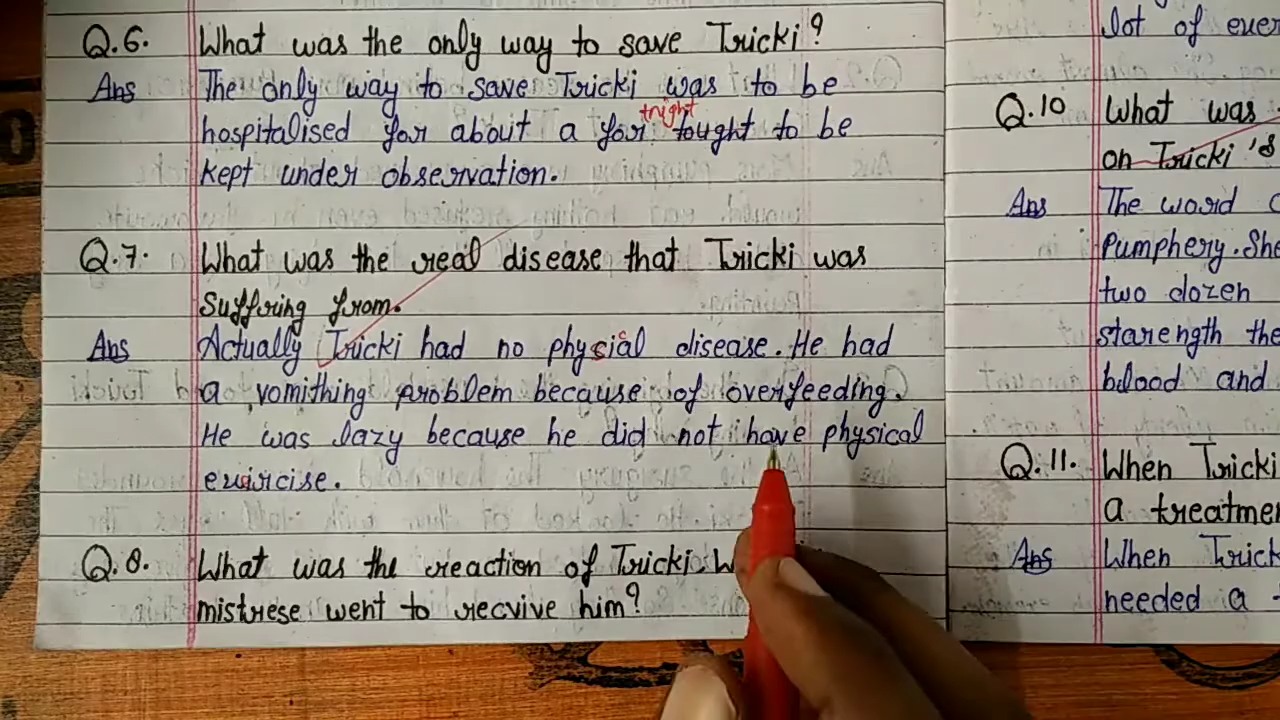 Q.6. What was the only way to save Tricki?
Ans The only way to save Tricki was to be
tnight
hospitalised for about a for tought to be
kept under observation.
Q.7. What was the real disease that Tricki was
suffring from.
Ans Actually Tricki had no physcial disease. He had
a vomithing problem because of overfeeding.
He was lazy because he did not have physical
exircise.
Q.8. What was the reaction of Tricki. W
mistrese went to recvive him?
lot of exer
Q.10 What was
on Tricki's
Ans The word
Pumphery. She
two dozen
starength the
blood and
Q.11. When Tricki
a treatmen
Ans When Trick
needed a